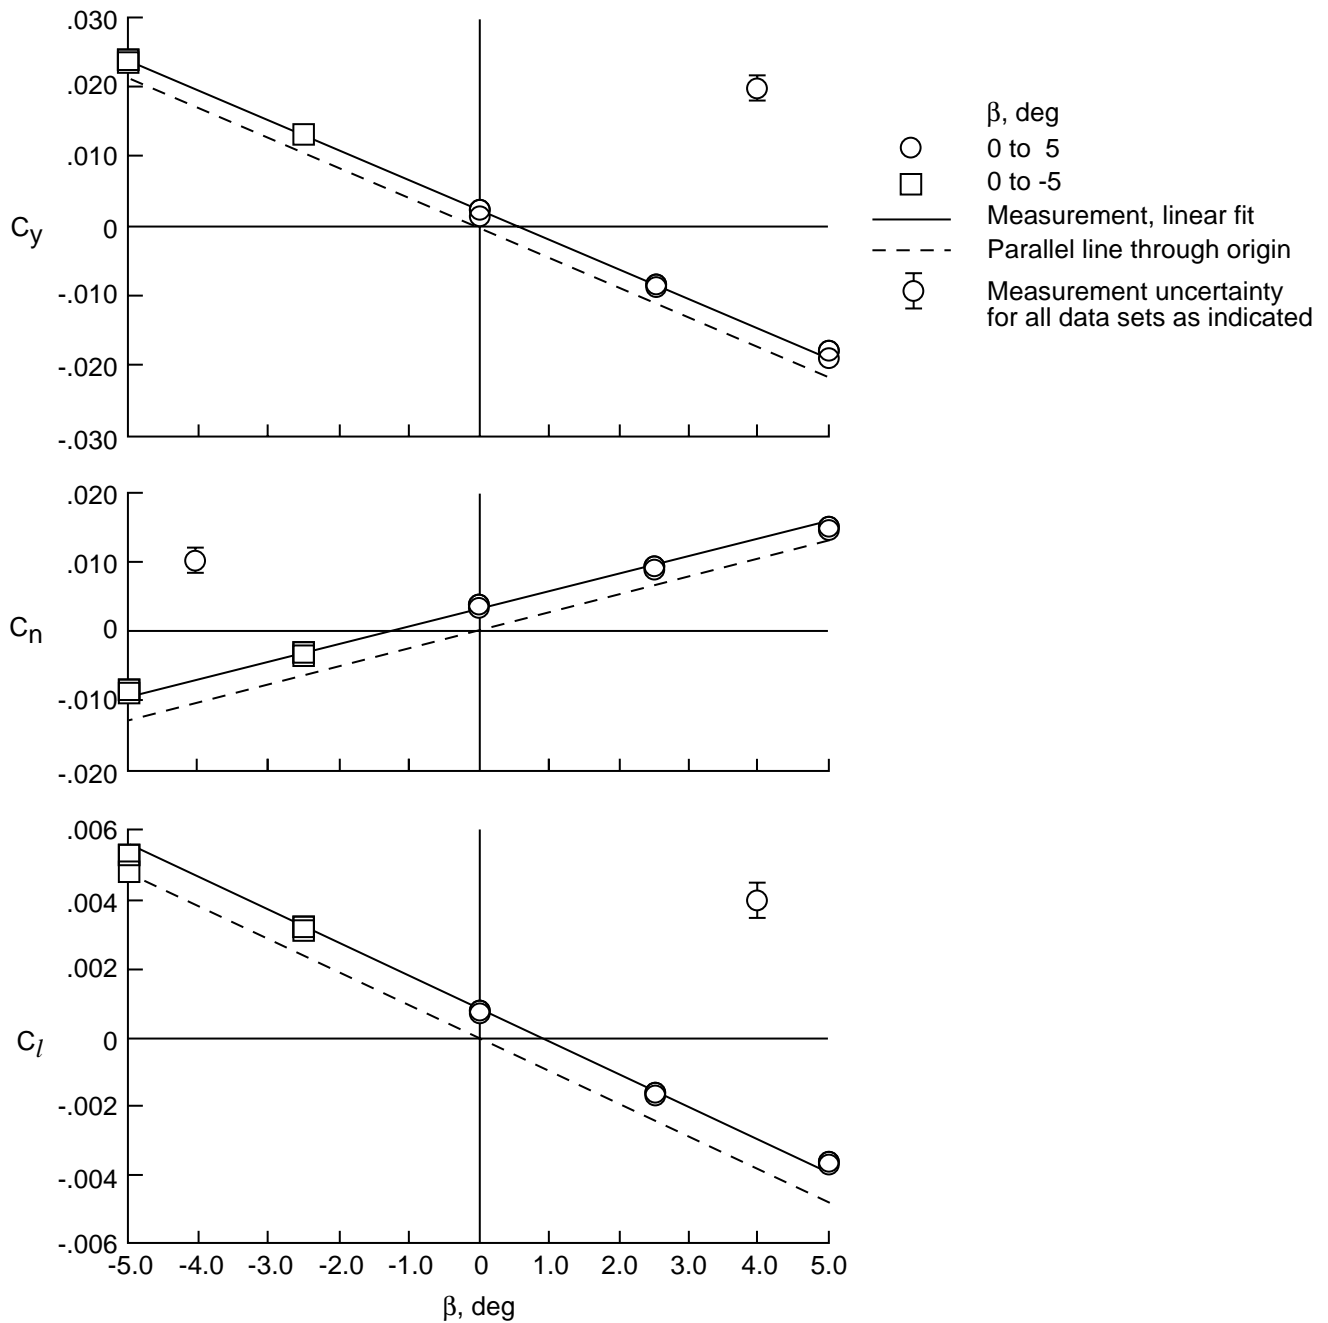 .030
.020
.010
0
-.010
-.020
-.030
Cy
β, deg
0 to 5
0 to -5
Measurement, linear fit
Parallel line through origin
Measurement uncertainty
for all data sets as indicated
.020
.010
0
-.010
-.020
Cn
.006
.004
.002
0
-.002
-.004
-.006
Cl
-5.0 -4.0 -3.0 -2.0 -1.0 0 1.0 2.0 3.0 4.0 5.0
β, deg